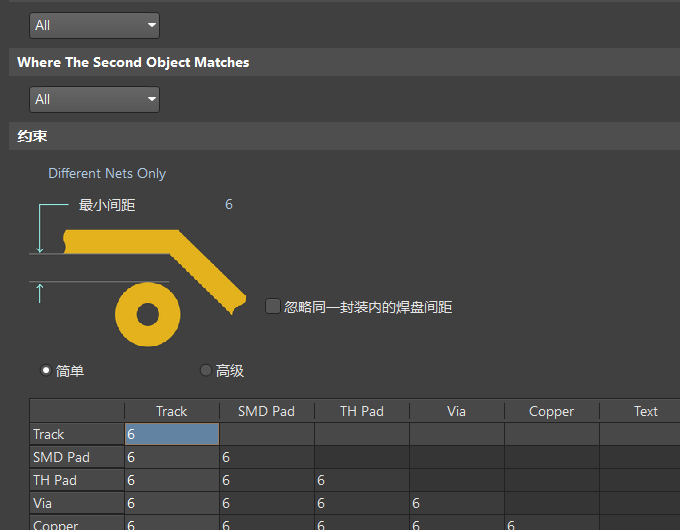 All
Where The Second Object Matches
All
约束
Different Nets Only
最小间距 6
忽略同一封装内的焊盘间距
简单 高级
Track SMD Pad TH Pad Via Copper Text
Track 6
SMD Pad 6 6
TH Pad 6 6 6
Via 6 6 6 6
Copper 6 6 6 6 6